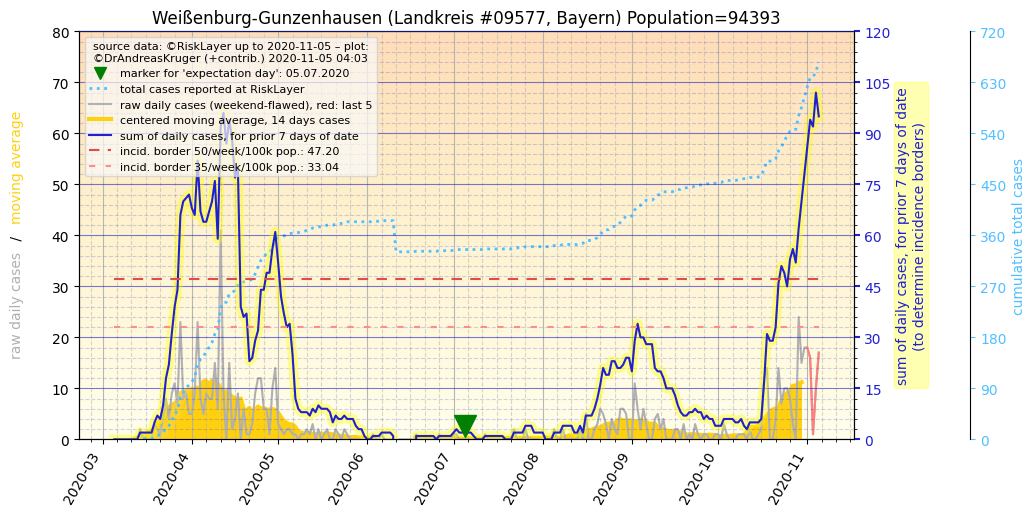 Weißenburg-Gunzenhausen (Landkreis #09577, Bayern) Population=94393
source data: ©RiskLayer up to 2020-11-05 – plot:
©DrAndreasKruger (+contrib.) 2020-11-05 04:03
marker for 'expectation day': 05.07.2020
total cases reported at RiskLayer
raw daily cases (weekend-flawed), red: last 5
centered moving average, 14 days cases
sum of daily cases, for prior 7 days of date
incid. border 50/week/100k pop.: 47.20
incid. border 35/week/100k pop.: 33.04
raw daily cases / moving average
80
70
60
50
40
30
20
10
0
120
105
90
75
60
45
30
15
0
sum of daily cases, for prior 7 days of date
(to determine incidence borders)
720
630
540
450
360
270
180
90
0
cumulative total cases
2020-03
2020-04
2020-05
2020-06
2020-07
2020-08
2020-09
2020-10
2020-11